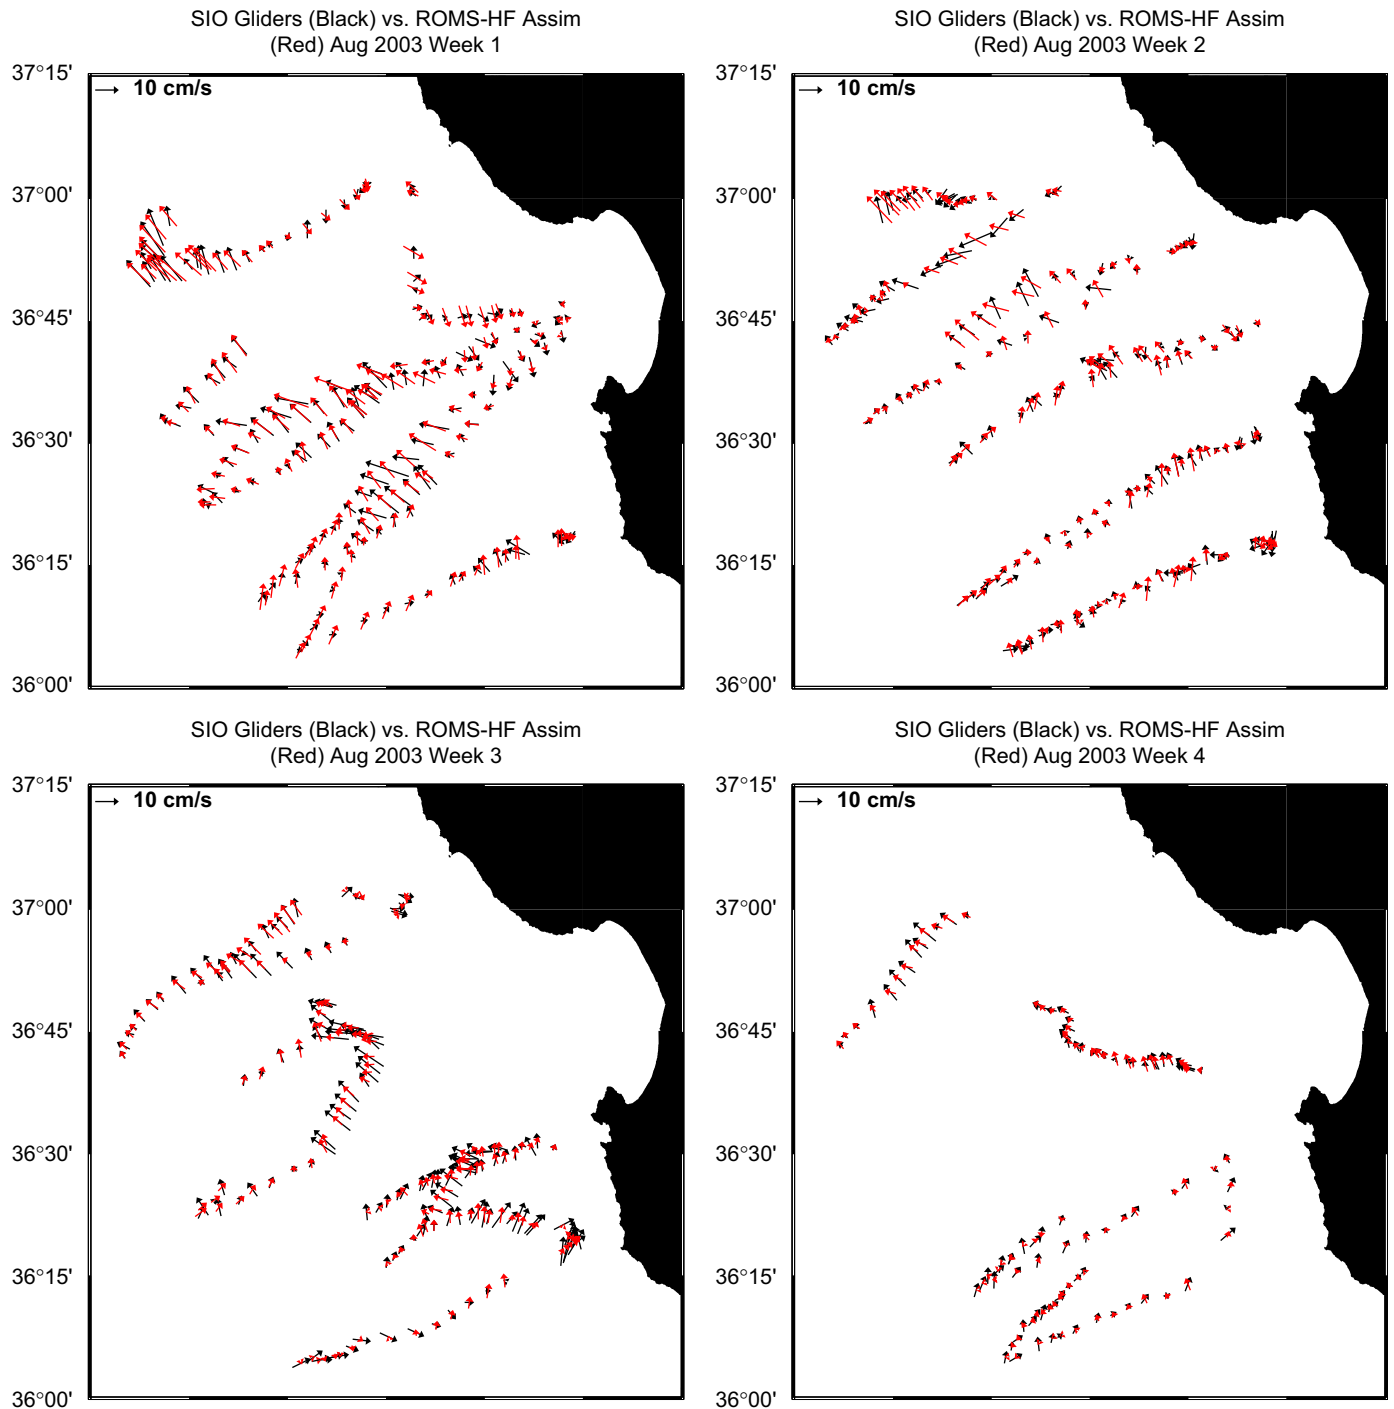 SIO Gliders (Black) vs. ROMS-HF Assim
(Red) Aug 2003 Week 1
37°15'
10 cm/s
37°00'
36°45'
36°30'
36°15'
36°00'
SIO Gliders (Black) vs. ROMS-HF Assim
(Red) Aug 2003 Week 2
37°15'
10 cm/s
37°00'
36°45'
36°30'
36°15'
36°00'
SIO Gliders (Black) vs. ROMS-HF Assim
(Red) Aug 2003 Week 3
37°15'
10 cm/s
37°00'
36°45'
36°30'
36°15'
36°00'
SIO Gliders (Black) vs. ROMS-HF Assim
(Red) Aug 2003 Week 4
37°15'
10 cm/s
37°00'
36°45'
36°30'
36°15'
36°00'